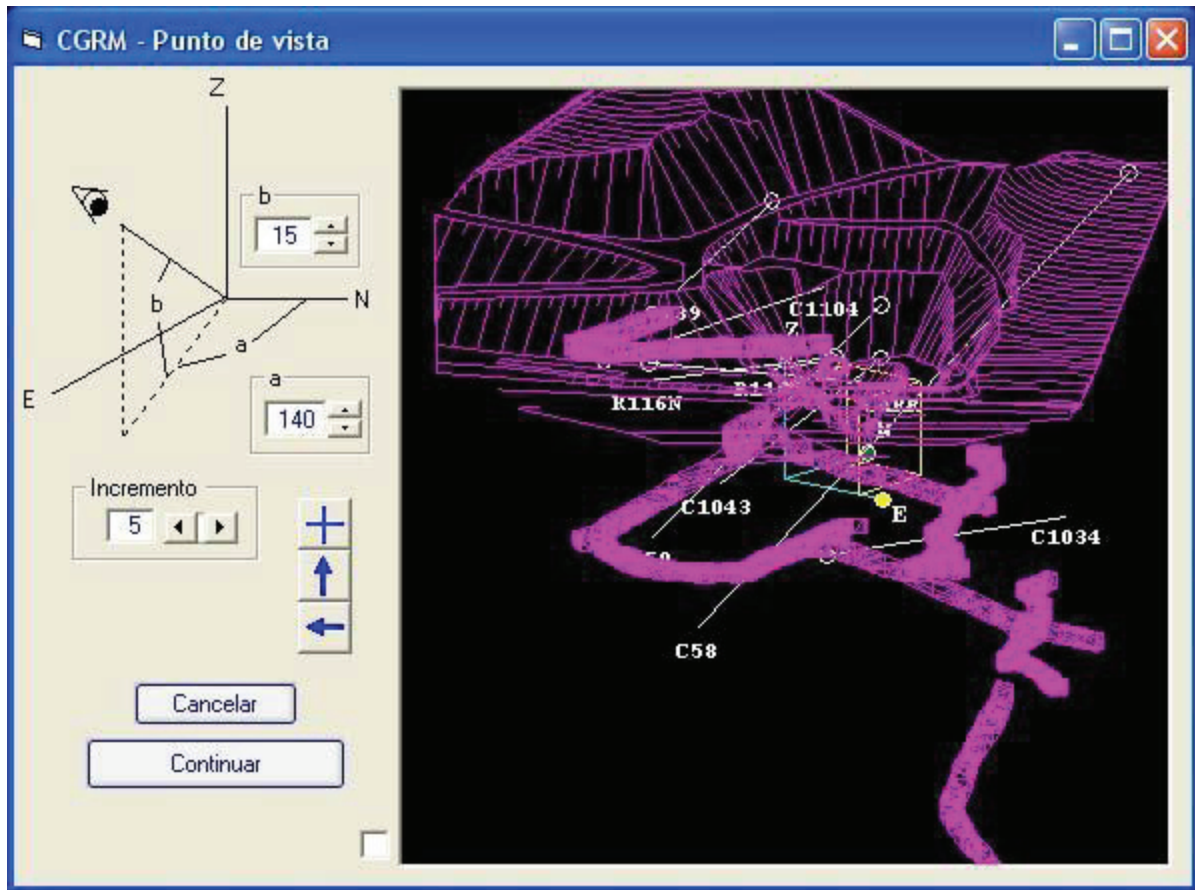 CGRM - Punto de vista
Z
b
15
b
N
a
E
a
140
Incremento
5
Cancelar
Continuar
C1104
Z
R116N
C1043
E
C1034
C58